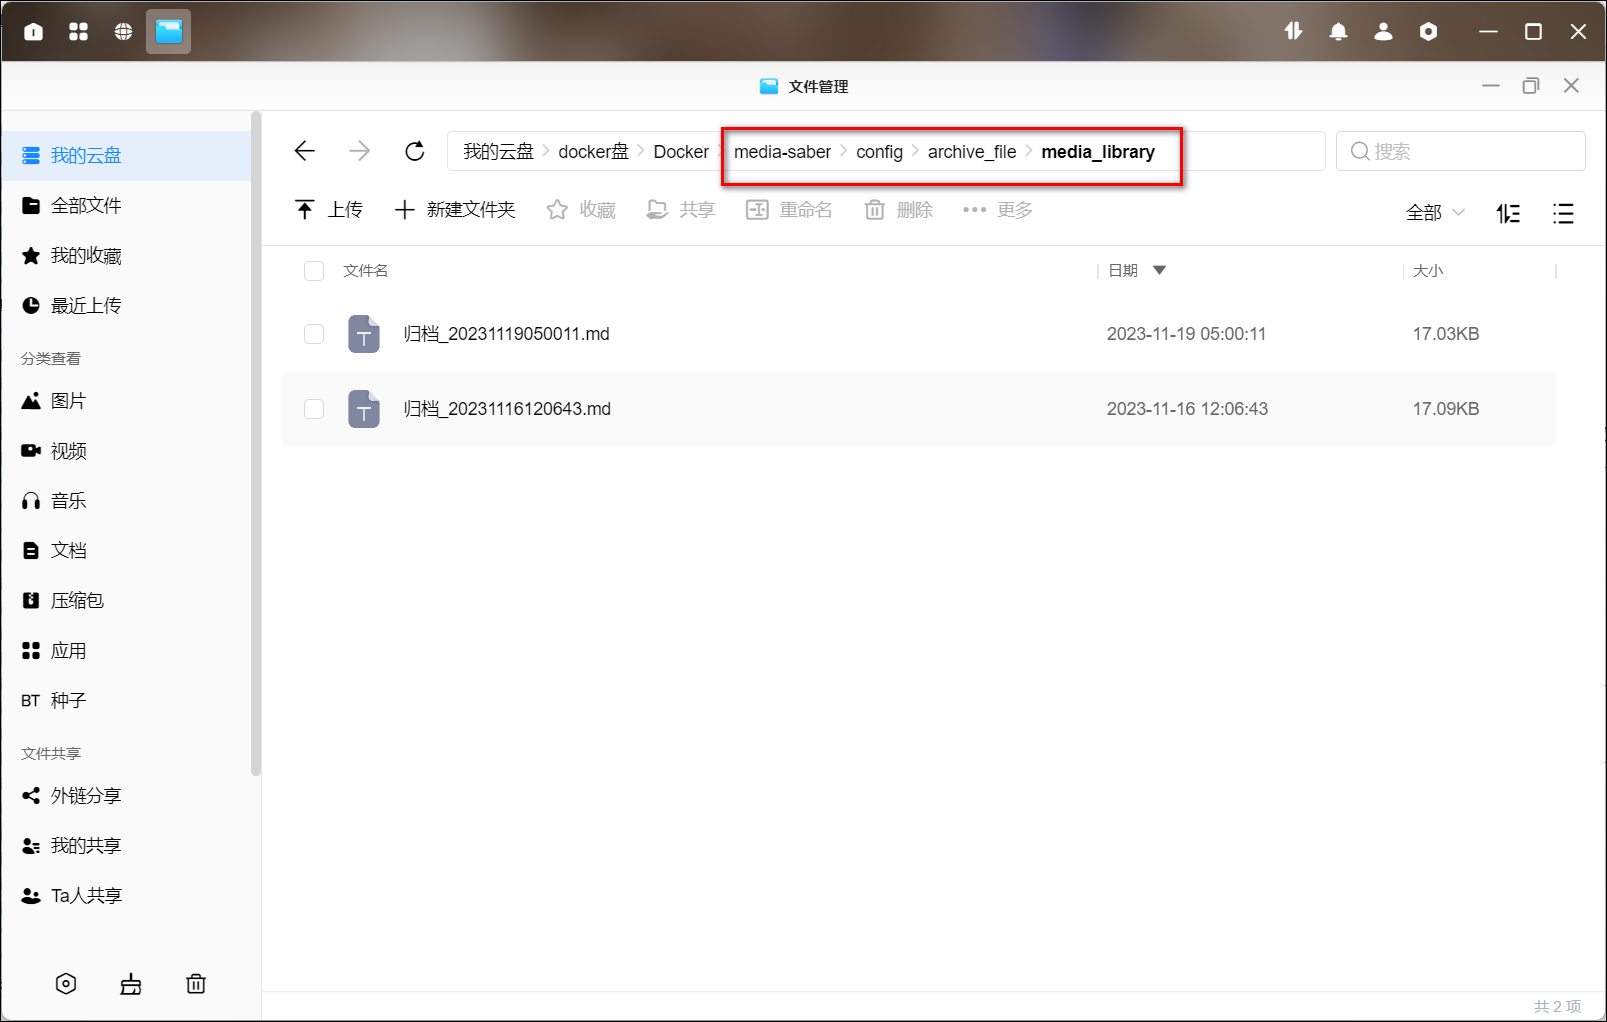 文件管理
我的云盘
全部文件
我的收藏
最近上传
分类查看
图片
视频
音乐
文档
压缩包
应用
BT 种子
文件共享
外链分享
我的共享
Ta人共享
我的云盘 docker盘 Docker media-saber config archive_file media_library
搜索
上传 新建文件夹 收藏 共享 重命名 删除 更多
全部
文件名 日期 大小
归档_20231119050011.md 2023-11-19 05:00:11 17.03KB
归档_20231116120643.md 2023-11-16 12:06:43 17.09KB
共 2 项